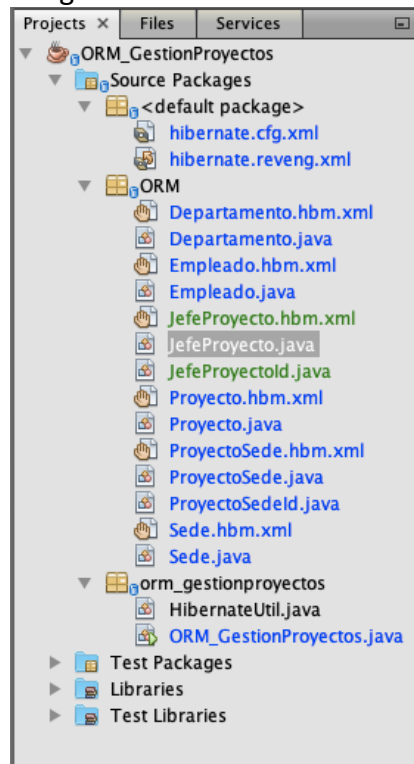 Projects × Files Services
ORM_GestionProyectos
Source Packages
<default package>
hibernate.cfg.xml
hibernate.reveng.xml
ORM
Departamento.hbm.xml
Departamento.java
Empleado.hbm.xml
Empleado.java
JefeProyecto.hbm.xml
JefeProyecto.java
JefeProyectoId.java
Proyecto.hbm.xml
Proyecto.java
ProyectoSede.hbm.xml
ProyectoSede.java
ProyectoSedeId.java
Sede.hbm.xml
Sede.java
orm_gestionproyectos
HibernateUtil.java
ORM_GestionProyectos.java
Test Packages
Libraries
Test Libraries